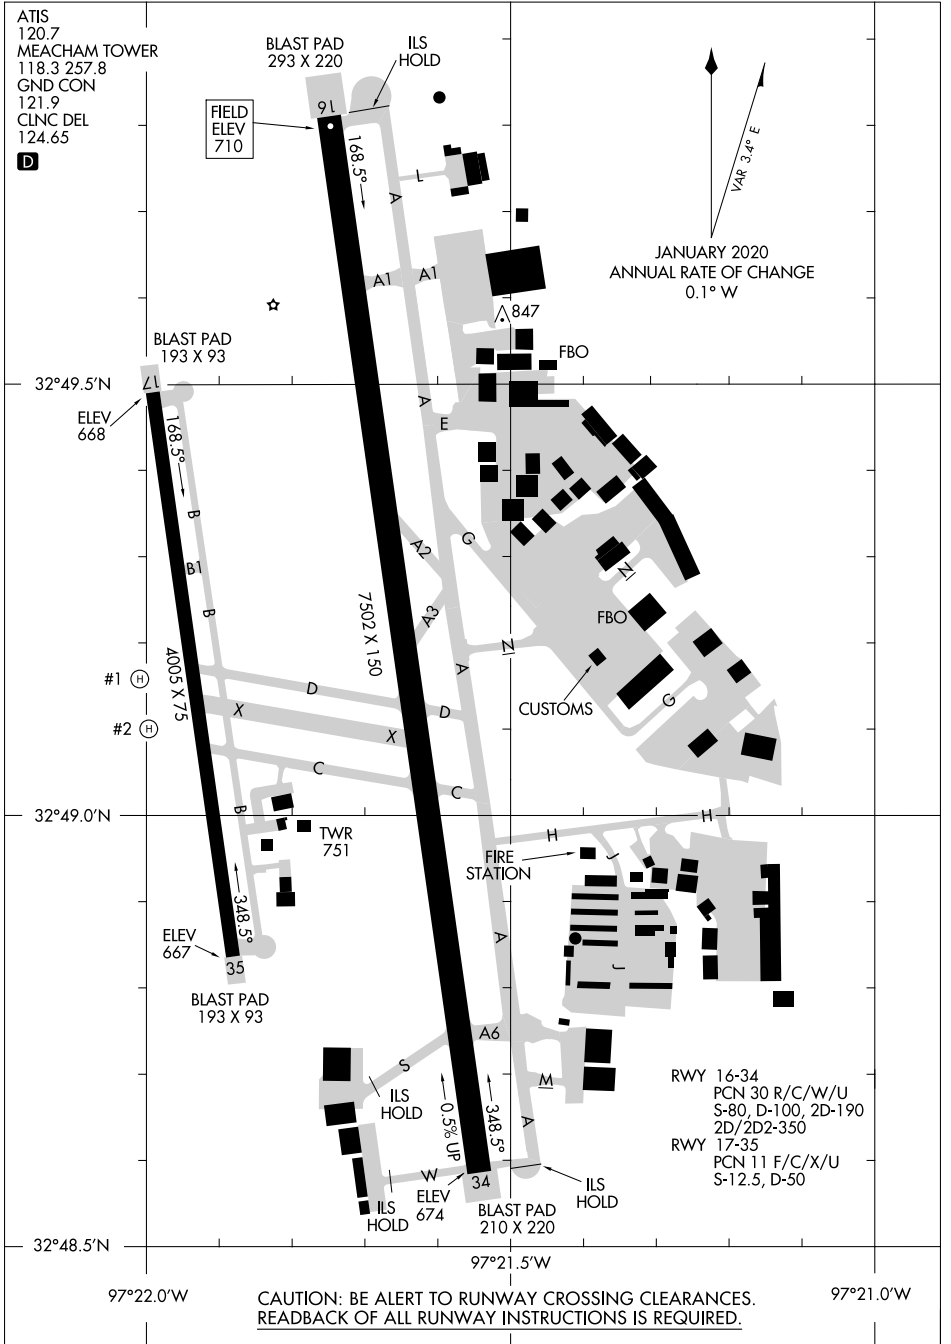 ATIS
120.7
MEACHAM TOWER
118.3 257.8
GND CON
121.9
CLNC DEL
124.65
D
BLAST PAD
293 X 220
ILS
HOLD
FIELD
ELEV
710
16
168.5°
A
L
VAR 3.4° E
JANUARY 2020
ANNUAL RATE OF CHANGE
0.1° W
A1
A1
847
FBO
BLAST PAD
193 X 93
17
32°49.5'N
ELEV
668
168.5°
A
E
B
B1
B
G
A2
A3
N
7502 X 150
FBO
N
A
CUSTOMS
G
#1 H
4005 X 75
#2 H
D
D
X
X
C
C
B
32°49.0'N
TWR
751
H
H
FIRE
STATION
J
348.5°
ELEV
667
35
A
J
BLAST PAD
193 X 93
A6
S
ILS
HOLD
M
A
0.5% UP
348.5°
W
ILS
HOLD
ELEV
674
34
ILS
HOLD
BLAST PAD
210 X 220
RWY 16-34
PCN 30 R/C/W/U
S-80, D-100, 2D-190
2D/2D2-350
RWY 17-35
PCN 11 F/C/X/U
S-12.5, D-50
32°48.5'N
97°22.0'W
97°21.5'W
97°21.0'W
CAUTION: BE ALERT TO RUNWAY CROSSING CLEARANCES.
READBACK OF ALL RUNWAY INSTRUCTIONS IS REQUIRED.